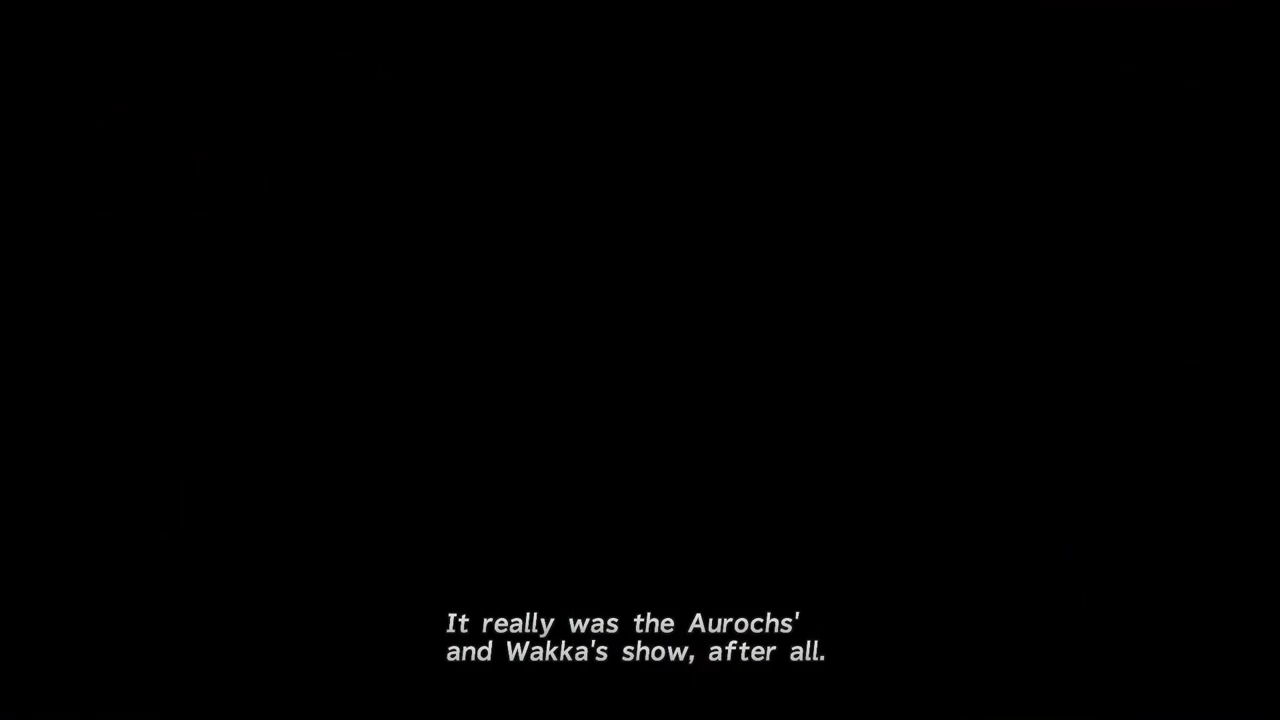 It really was the Aurochs'
and Wakka's show, after all.